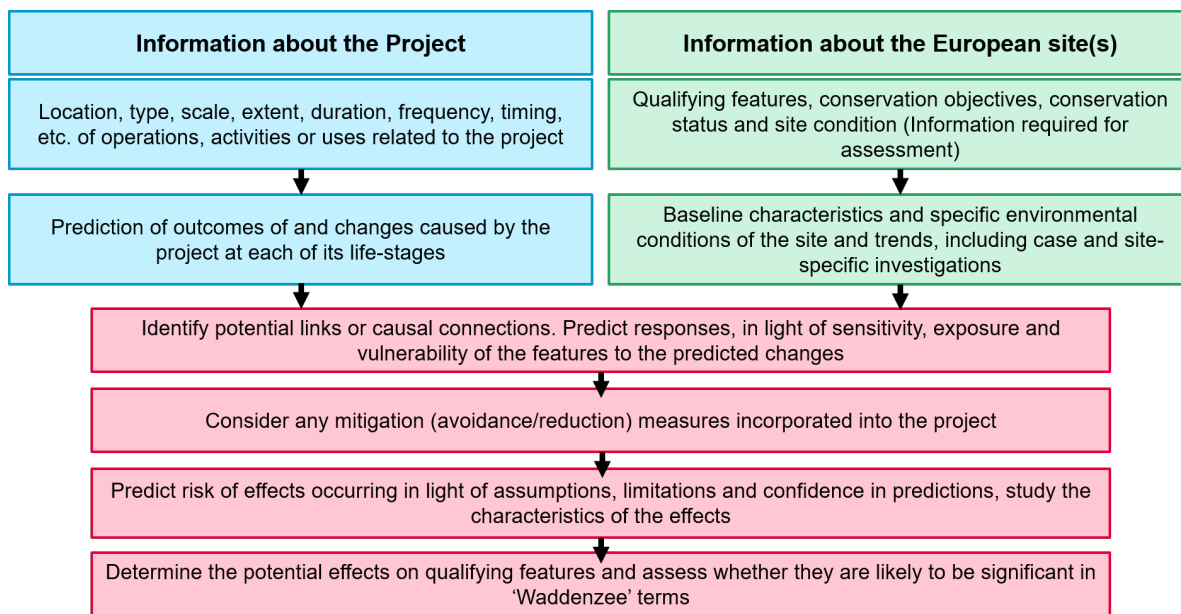 Information about the Project
Location, type, scale, extent, duration, frequency, timing,
etc. of operations, activities or uses related to the project
Prediction of outcomes of and changes caused by the
project at each of its life-stages
Information about the European site(s)
Qualifying features, conservation objectives, conservation
status and site condition (Information required for
assessment)
Baseline characteristics and specific environmental
conditions of the site and trends, including case and site-
specific investigations
Identify potential links or causal connections. Predict responses, in light of sensitivity, exposure and
vulnerability of the features to the predicted changes
Consider any mitigation (avoidance/reduction) measures incorporated into the project
Predict risk of effects occurring in light of assumptions, limitations and confidence in predictions, study the
characteristics of the effects
Determine the potential effects on qualifying features and assess whether they are likely to be significant in
‘Waddenzee’ terms